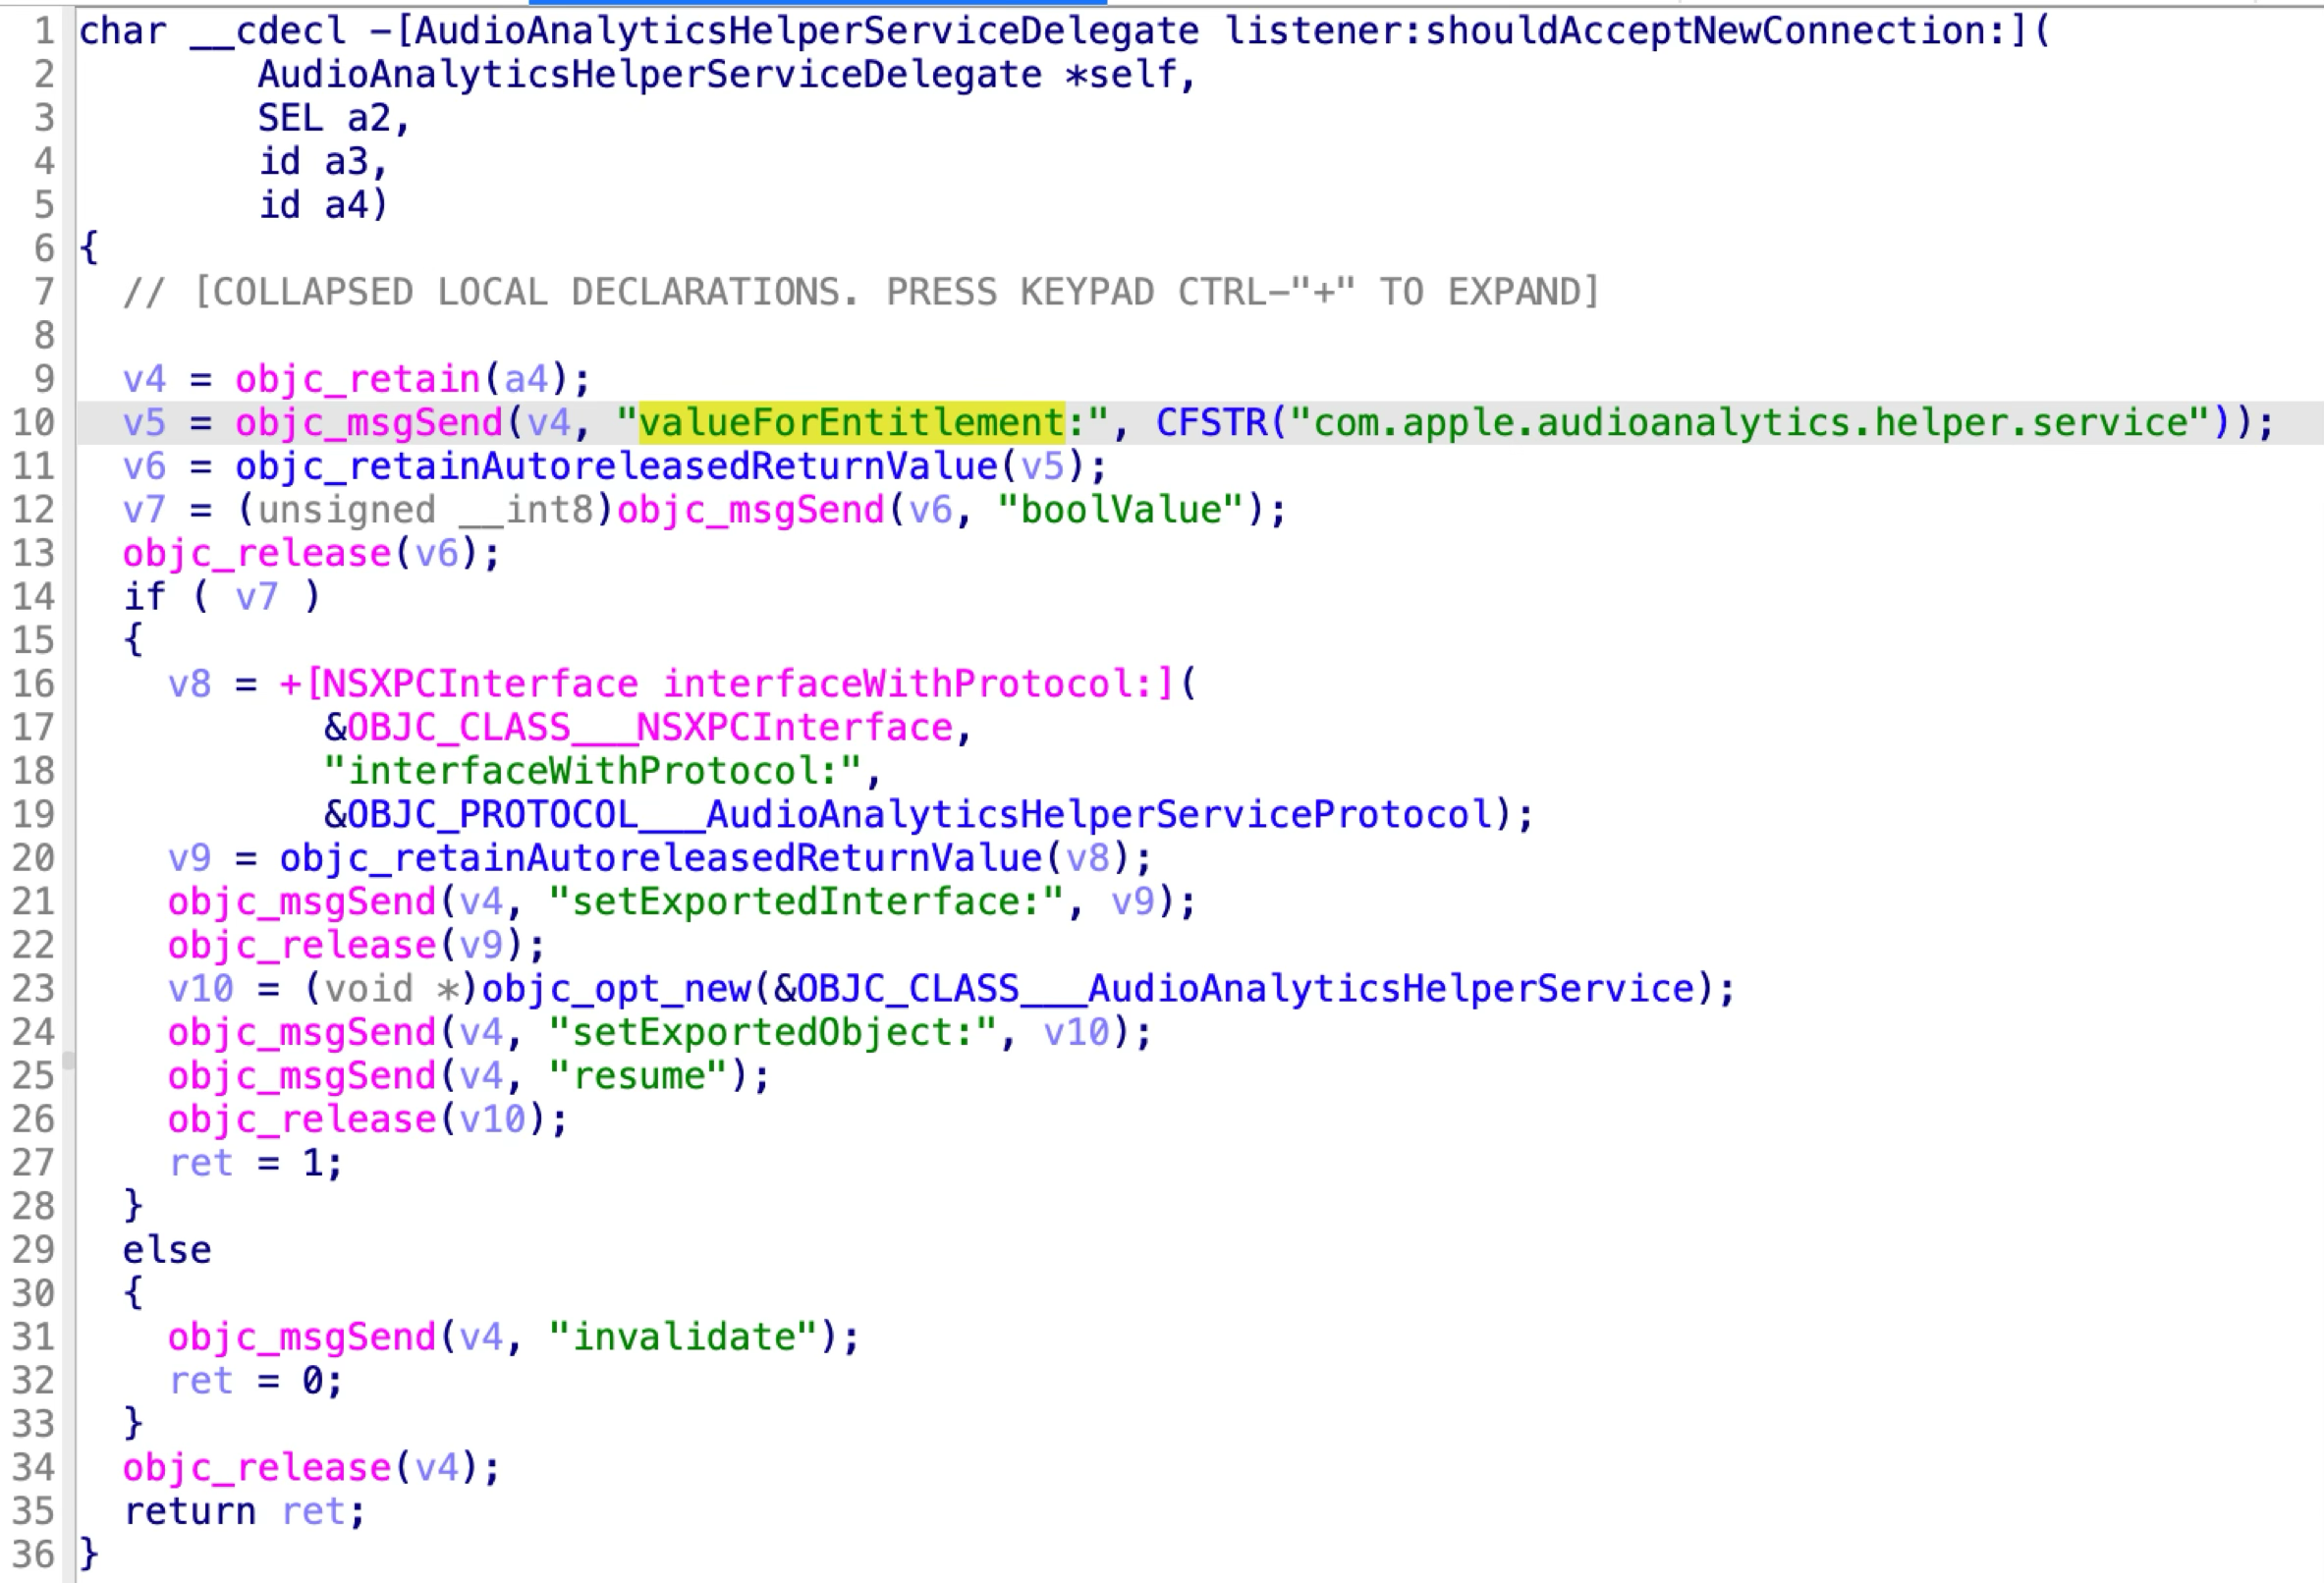 1 char __cdecl -[AudioAnalyticsHelperServiceDelegate listener:shouldAcceptNewConnection:](
2         AudioAnalyticsHelperServiceDelegate *self,
3         SEL a2,
4         id a3,
5         id a4)
6 {
7   // [COLLAPSED LOCAL DECLARATIONS. PRESS KEYPAD CTRL-"+" TO EXPAND]
8
9   v4 = objc_retain(a4);
10   v5 = objc_msgSend(v4, "valueForEntitlement:", CFSTR("com.apple.audioanalytics.helper.service"));
11   v6 = objc_retainAutoreleasedReturnValue(v5);
12   v7 = (unsigned __int8)objc_msgSend(v6, "boolValue");
13   objc_release(v6);
14   if ( v7 )
15   {
16     v8 = +[NSXPCInterface interfaceWithProtocol:](
17            &OBJC_CLASS___NSXPCInterface,
18            "interfaceWithProtocol:",
19            &OBJC_PROTOCOL___AudioAnalyticsHelperServiceProtocol);
20     v9 = objc_retainAutoreleasedReturnValue(v8);
21     objc_msgSend(v4, "setExportedInterface:", v9);
22     objc_release(v9);
23     v10 = (void *)objc_opt_new(&OBJC_CLASS___AudioAnalyticsHelperService);
24     objc_msgSend(v4, "setExportedObject:", v10);
25     objc_msgSend(v4, "resume");
26     objc_release(v10);
27     ret = 1;
28   }
29   else
30   {
31     objc_msgSend(v4, "invalidate");
32     ret = 0;
33   }
34   objc_release(v4);
35   return ret;
36 }